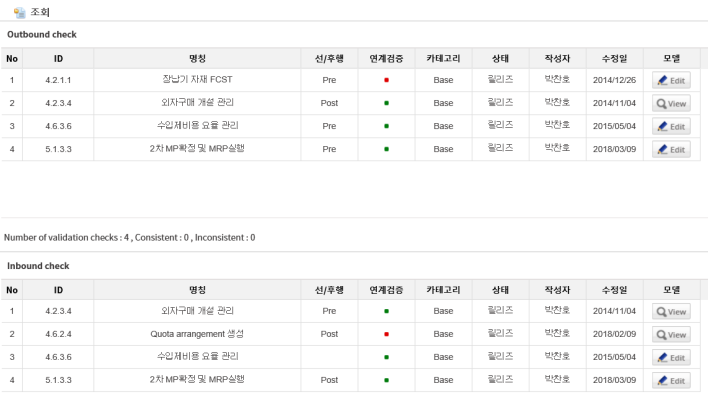 조회
Outbound check
No ID 명칭 선/후행 연계검증 카테고리 상태 작성자 수정일 모델
1 4.2.1.1 장납기 자재 FCST Pre Base 릴리즈 박찬호 2014/12/26 Edit
2 4.2.3.4 외자구매 개설 관리 Post Base 릴리즈 박찬호 2014/11/04 View
3 4.6.3.6 수입제비용 요율 관리 Pre Base 릴리즈 박찬호 2015/05/04 Edit
4 5.1.3.3 2차 MP확정 및 MRP실행 Pre Base 릴리즈 박찬호 2018/03/09 Edit
Number of validation checks : 4 , Consistent : 0 , Inconsistent : 0
Inbound check
No ID 명칭 선/후행 연계검증 카테고리 상태 작성자 수정일 모델
1 4.2.3.4 외자구매 개설 관리 Pre Base 릴리즈 박찬호 2014/11/04 View
2 4.6.2.4 Quota arrangement 생성 Post Base 릴리즈 박찬호 2018/02/09 View
3 4.6.3.6 수입제비용 요율 관리 Base 릴리즈 박찬호 2015/05/04 Edit
4 5.1.3.3 2차 MP확정 및 MRP실행 Post Base 릴리즈 박찬호 2018/03/09 Edit